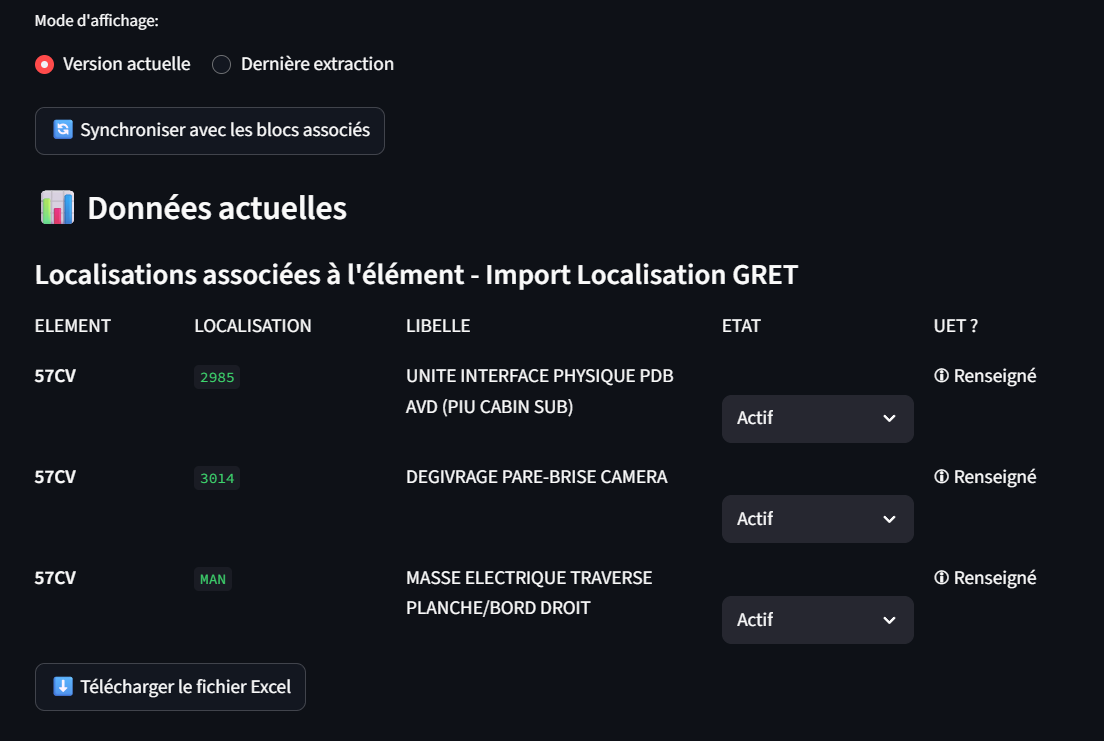 Mode d'affichage:
Version actuelle Dernière extraction
Synchroniser avec les blocs associés
Données actuelles
Localisations associées à l'élément - Import Localisation GRET
ELEMENT LOCALISATION LIBELLE ETAT UET ?
57CV 2985 UNITE INTERFACE PHYSIQUE PDB Renseigné
AVD (PIU CABIN SUB)
Actif
57CV 3014 DEGIVRAGE PARE-BRISE CAMERA Renseigné
Actif
57CV MAN MASSE ELECTRIQUE TRAVERSE Renseigné
PLANCHE/BORD DROIT
Actif
Télécharger le fichier Excel